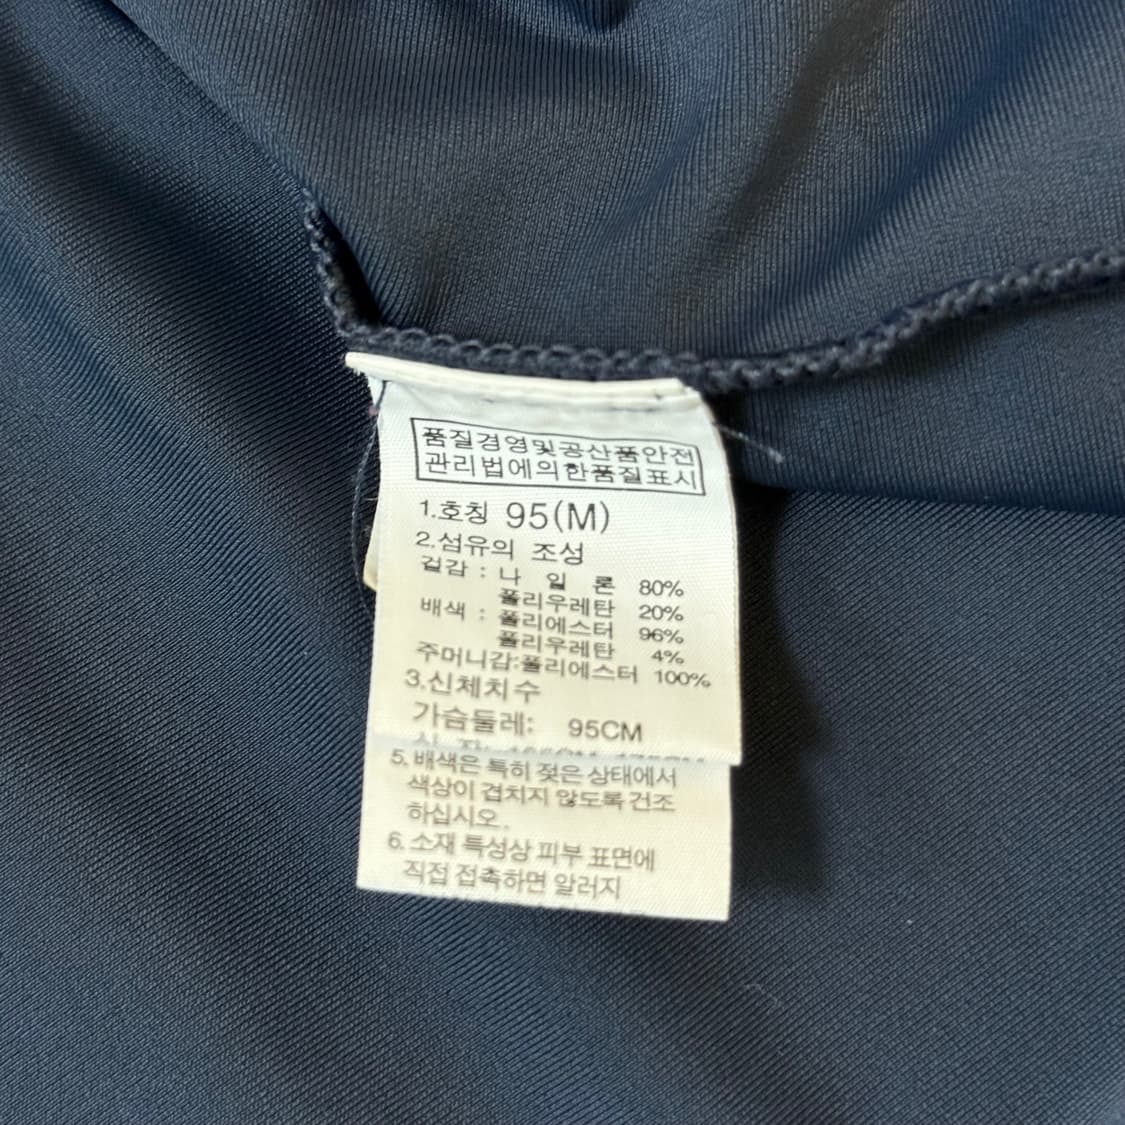 품질경영및공산품안전
관리법에의한품질표시
1.호칭 95(M)
2.섬유의 조성
겉감 : 나 일 론 80%
폴리우레탄 20%
배색 : 폴리에스터 96%
폴리우레탄 4%
주머니감:폴리에스터 100%
3.신체치수
가슴둘레: 95CM
5. 배색은 특히 젖은 상태에서
색상이 겹치지 않도록 건조
하십시오.
6. 소재 특성상 피부 표면에
직접 접촉하면 알러지